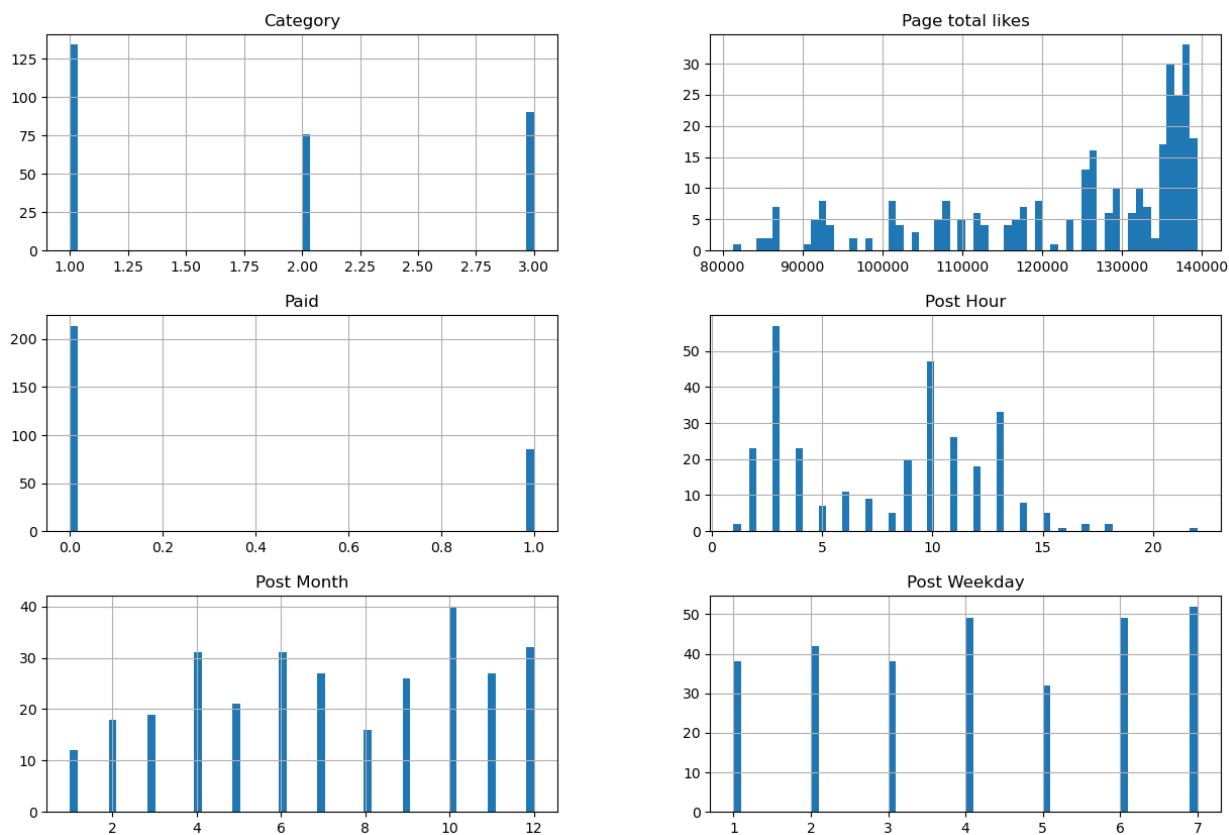 Category
125
100
75
50
25
0
1.00 1.25 1.50 1.75 2.00 2.25 2.50 2.75 3.00
Page total likes
30
25
20
15
10
5
0
80000 90000 100000 110000 120000 130000 140000
Paid
200
150
100
50
0
0.0 0.2 0.4 0.6 0.8 1.0
Post Hour
50
40
30
20
10
0
0 5 10 15 20
Post Month
40
30
20
10
0
2 4 6 8 10 12
Post Weekday
50
40
30
20
10
0
1 2 3 4 5 6 7